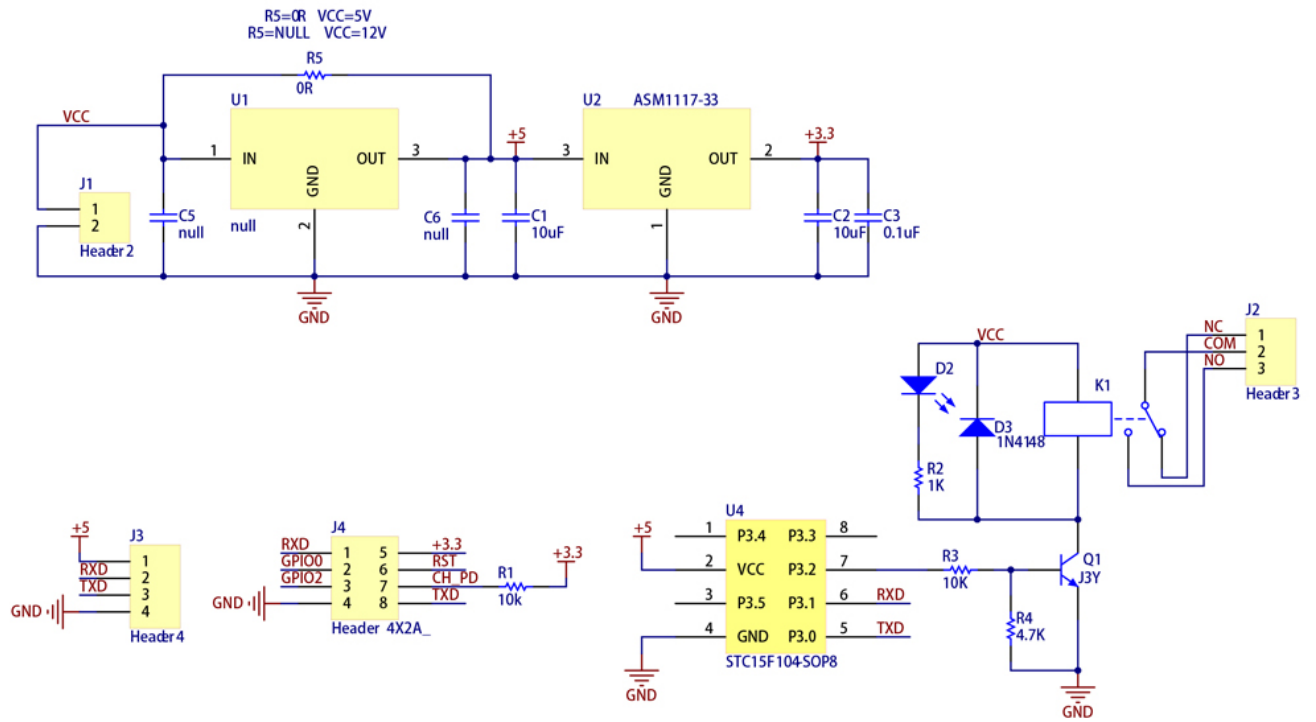 R5=0R VCC=5V
R5=NULL VCC=12V
R5
0R
U1
U2
ASM1117-33
VCC
+5
+3.3
1
IN
OUT
3
3
IN
OUT
2
GND
GND
J1
1
2
Header2
C5
null
null
2
C6
null
C1
10uF
1
C2
10uF
C3
0.1uF
GND
GND
J2
NC
1
COM
2
NO
3
Header3
VCC
D2
K1
D3
1N4148
R2
1K
+5
J3
1
RXD
2
TXD
3
GND
4
Header4
J4
RXD
1
5
+3.3
GPIO0
2
6
RST
GPIO2
3
7
CH_PD
GND
4
8
TXD
Header 4X2A_
R1
10k
+3.3
U4
+5
1
P3.4
P3.3
8
2
VCC
P3.2
7
3
P3.5
P3.1
6
RXD
4
GND
P3.0
5
TXD
STC15F104-SOP8
GND
R3
10K
Q1
J3Y
R4
4.7K
GND